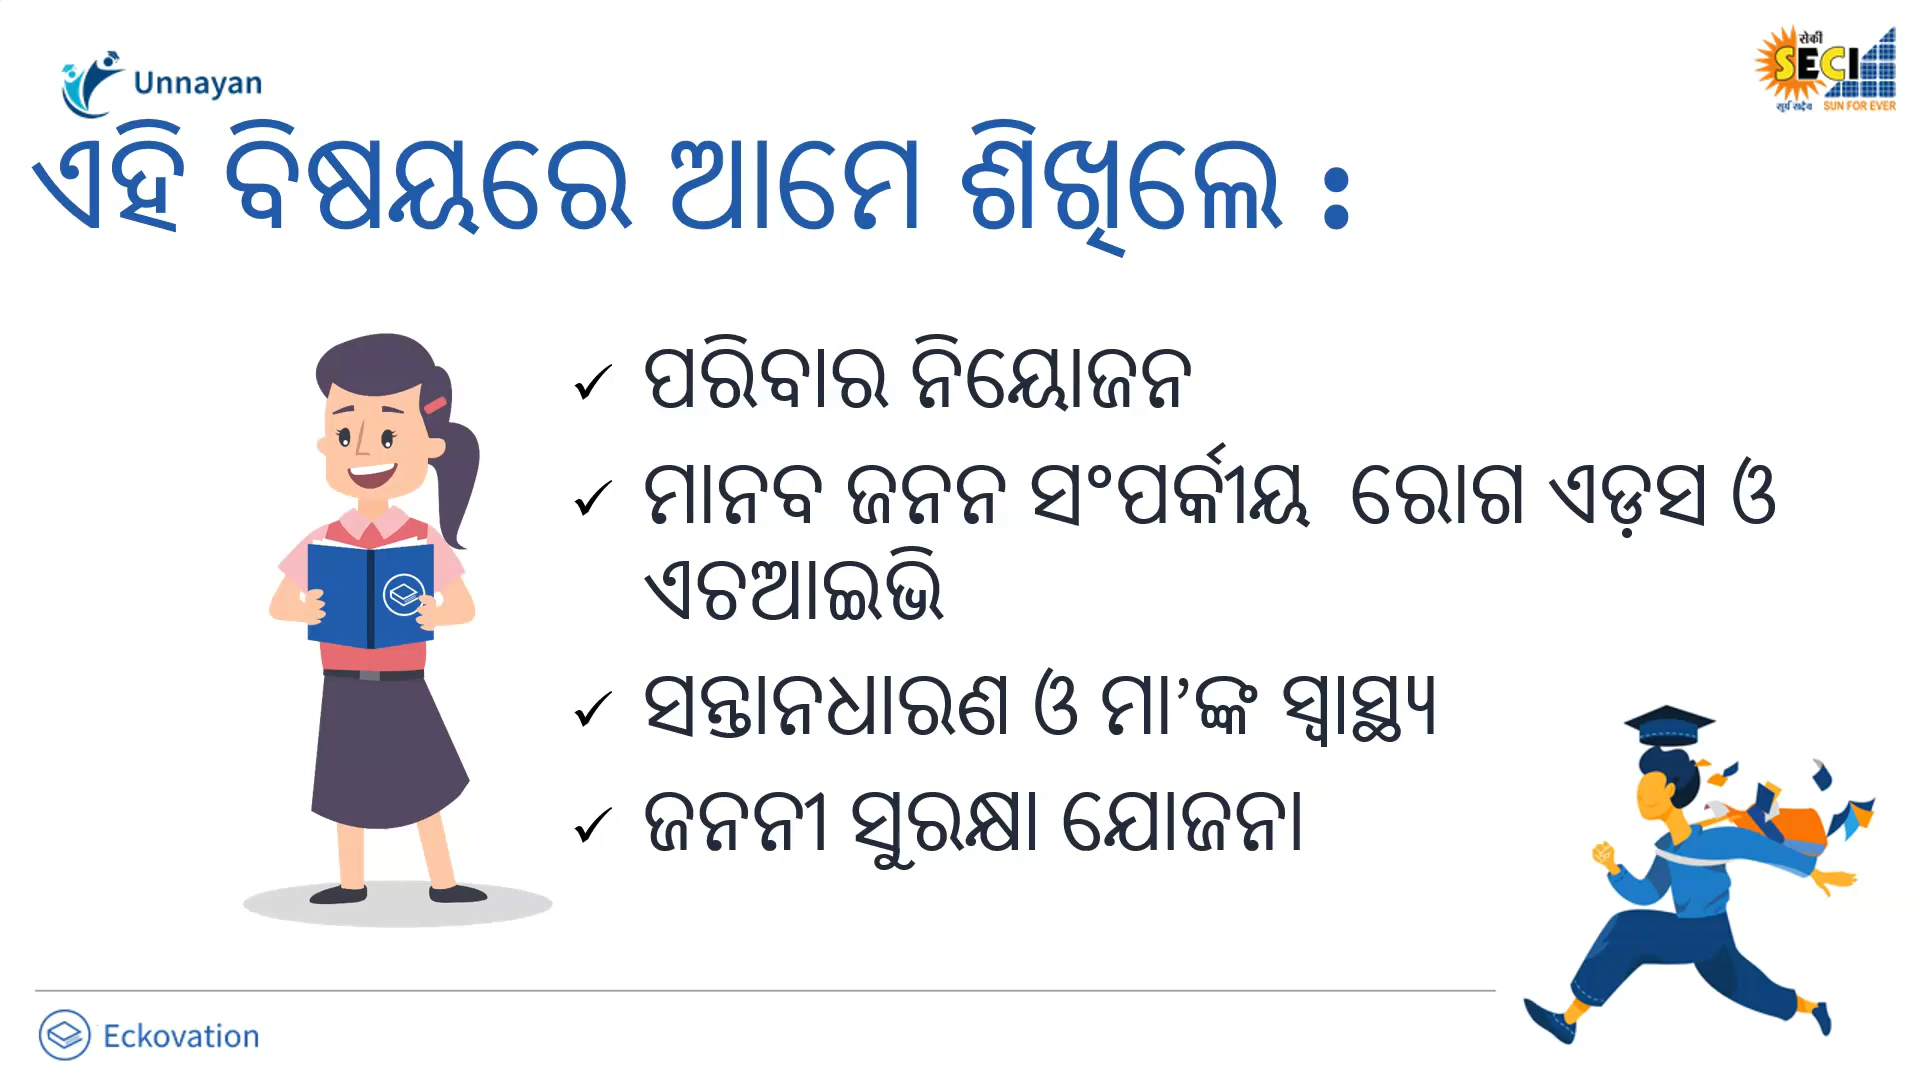 Unnayan
सेकी
SECI
सूर्य सदैव SUN FOR EVER
ଏହି ବିଷୟରେ ଆମେ ଶିଖିଲେ :
✓ ପରିବାର ନିୟୋଜନ
✓ ମାନବ ଜନନ ସଂପର୍କୀୟ ରୋଗ ଏଡ଼ସ ଓ
ଏଚଆଇଭି
✓ ସନ୍ତାନଧାରଣ ଓ ମା’ଙ୍କ ସ୍ୱାସ୍ଥ୍ୟ
✓ ଜନନୀ ସୁରକ୍ଷା ଯୋଜନା
Eckovation